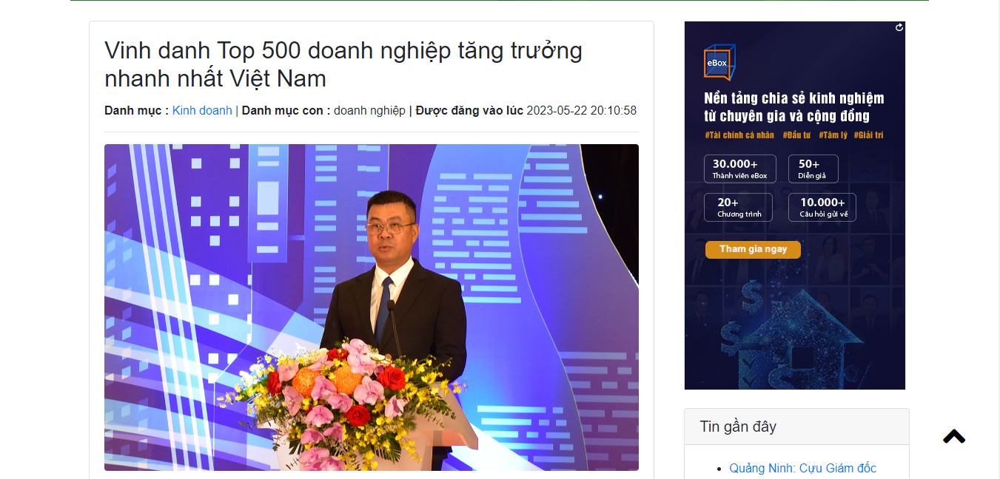 Vinh danh Top 500 doanh nghiệp tăng trưởng
nhanh nhất Việt Nam
Danh mục : Kinh doanh | Danh mục con : doanh nghiệp | Được đăng vào lúc 2023-05-22 20:10:58
eBox
Nền tảng chia sẻ kinh nghiệm
từ chuyên gia và cộng đồng
#Tài chính cá nhân #Đầu tư #Tâm lý #Giải trí
30.000+
Thành viên eBox
50+
Diễn giả
20+
Chương trình
10.000+
Câu hỏi gửi về
Tham gia ngay
Tin gần đây
Quảng Ninh: Cựu Giám đốc